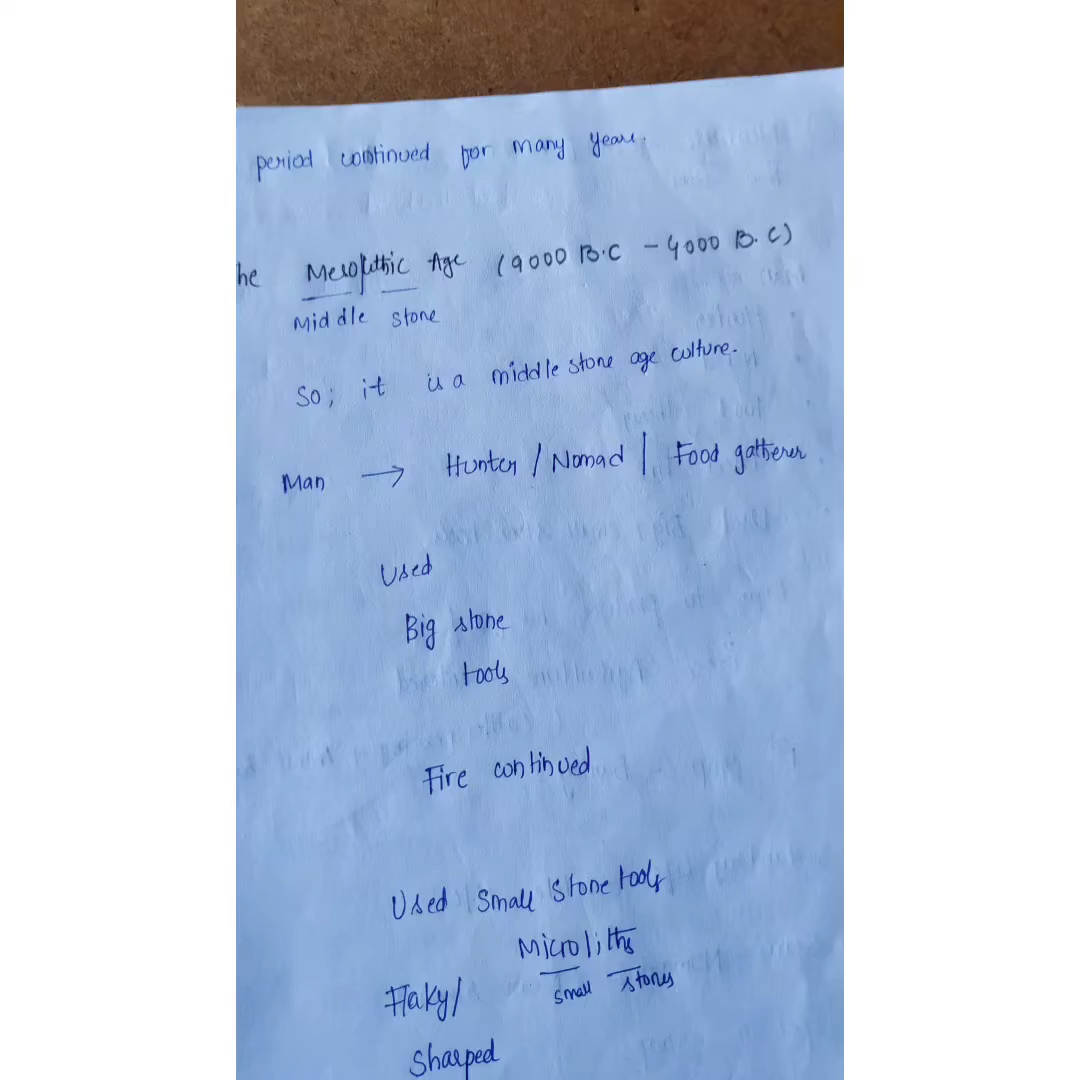 period continued for many years.
he Mesolithic Age (9000 B.C - 4000 B.C)
Middle stone
So; it is a middle stone age culture.
Man → Hunter / Nomad | Food gatherer
Used
Big stone
tools
Fire continued
Used Small Stone tools
Microliths
small stones
Flaky/
Sharped